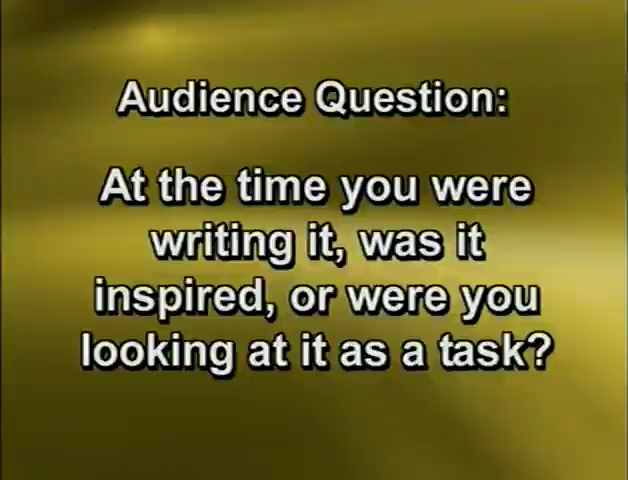 Audience Question:
At the time you were
writing it, was it
inspired, or were you
looking at it as a task?